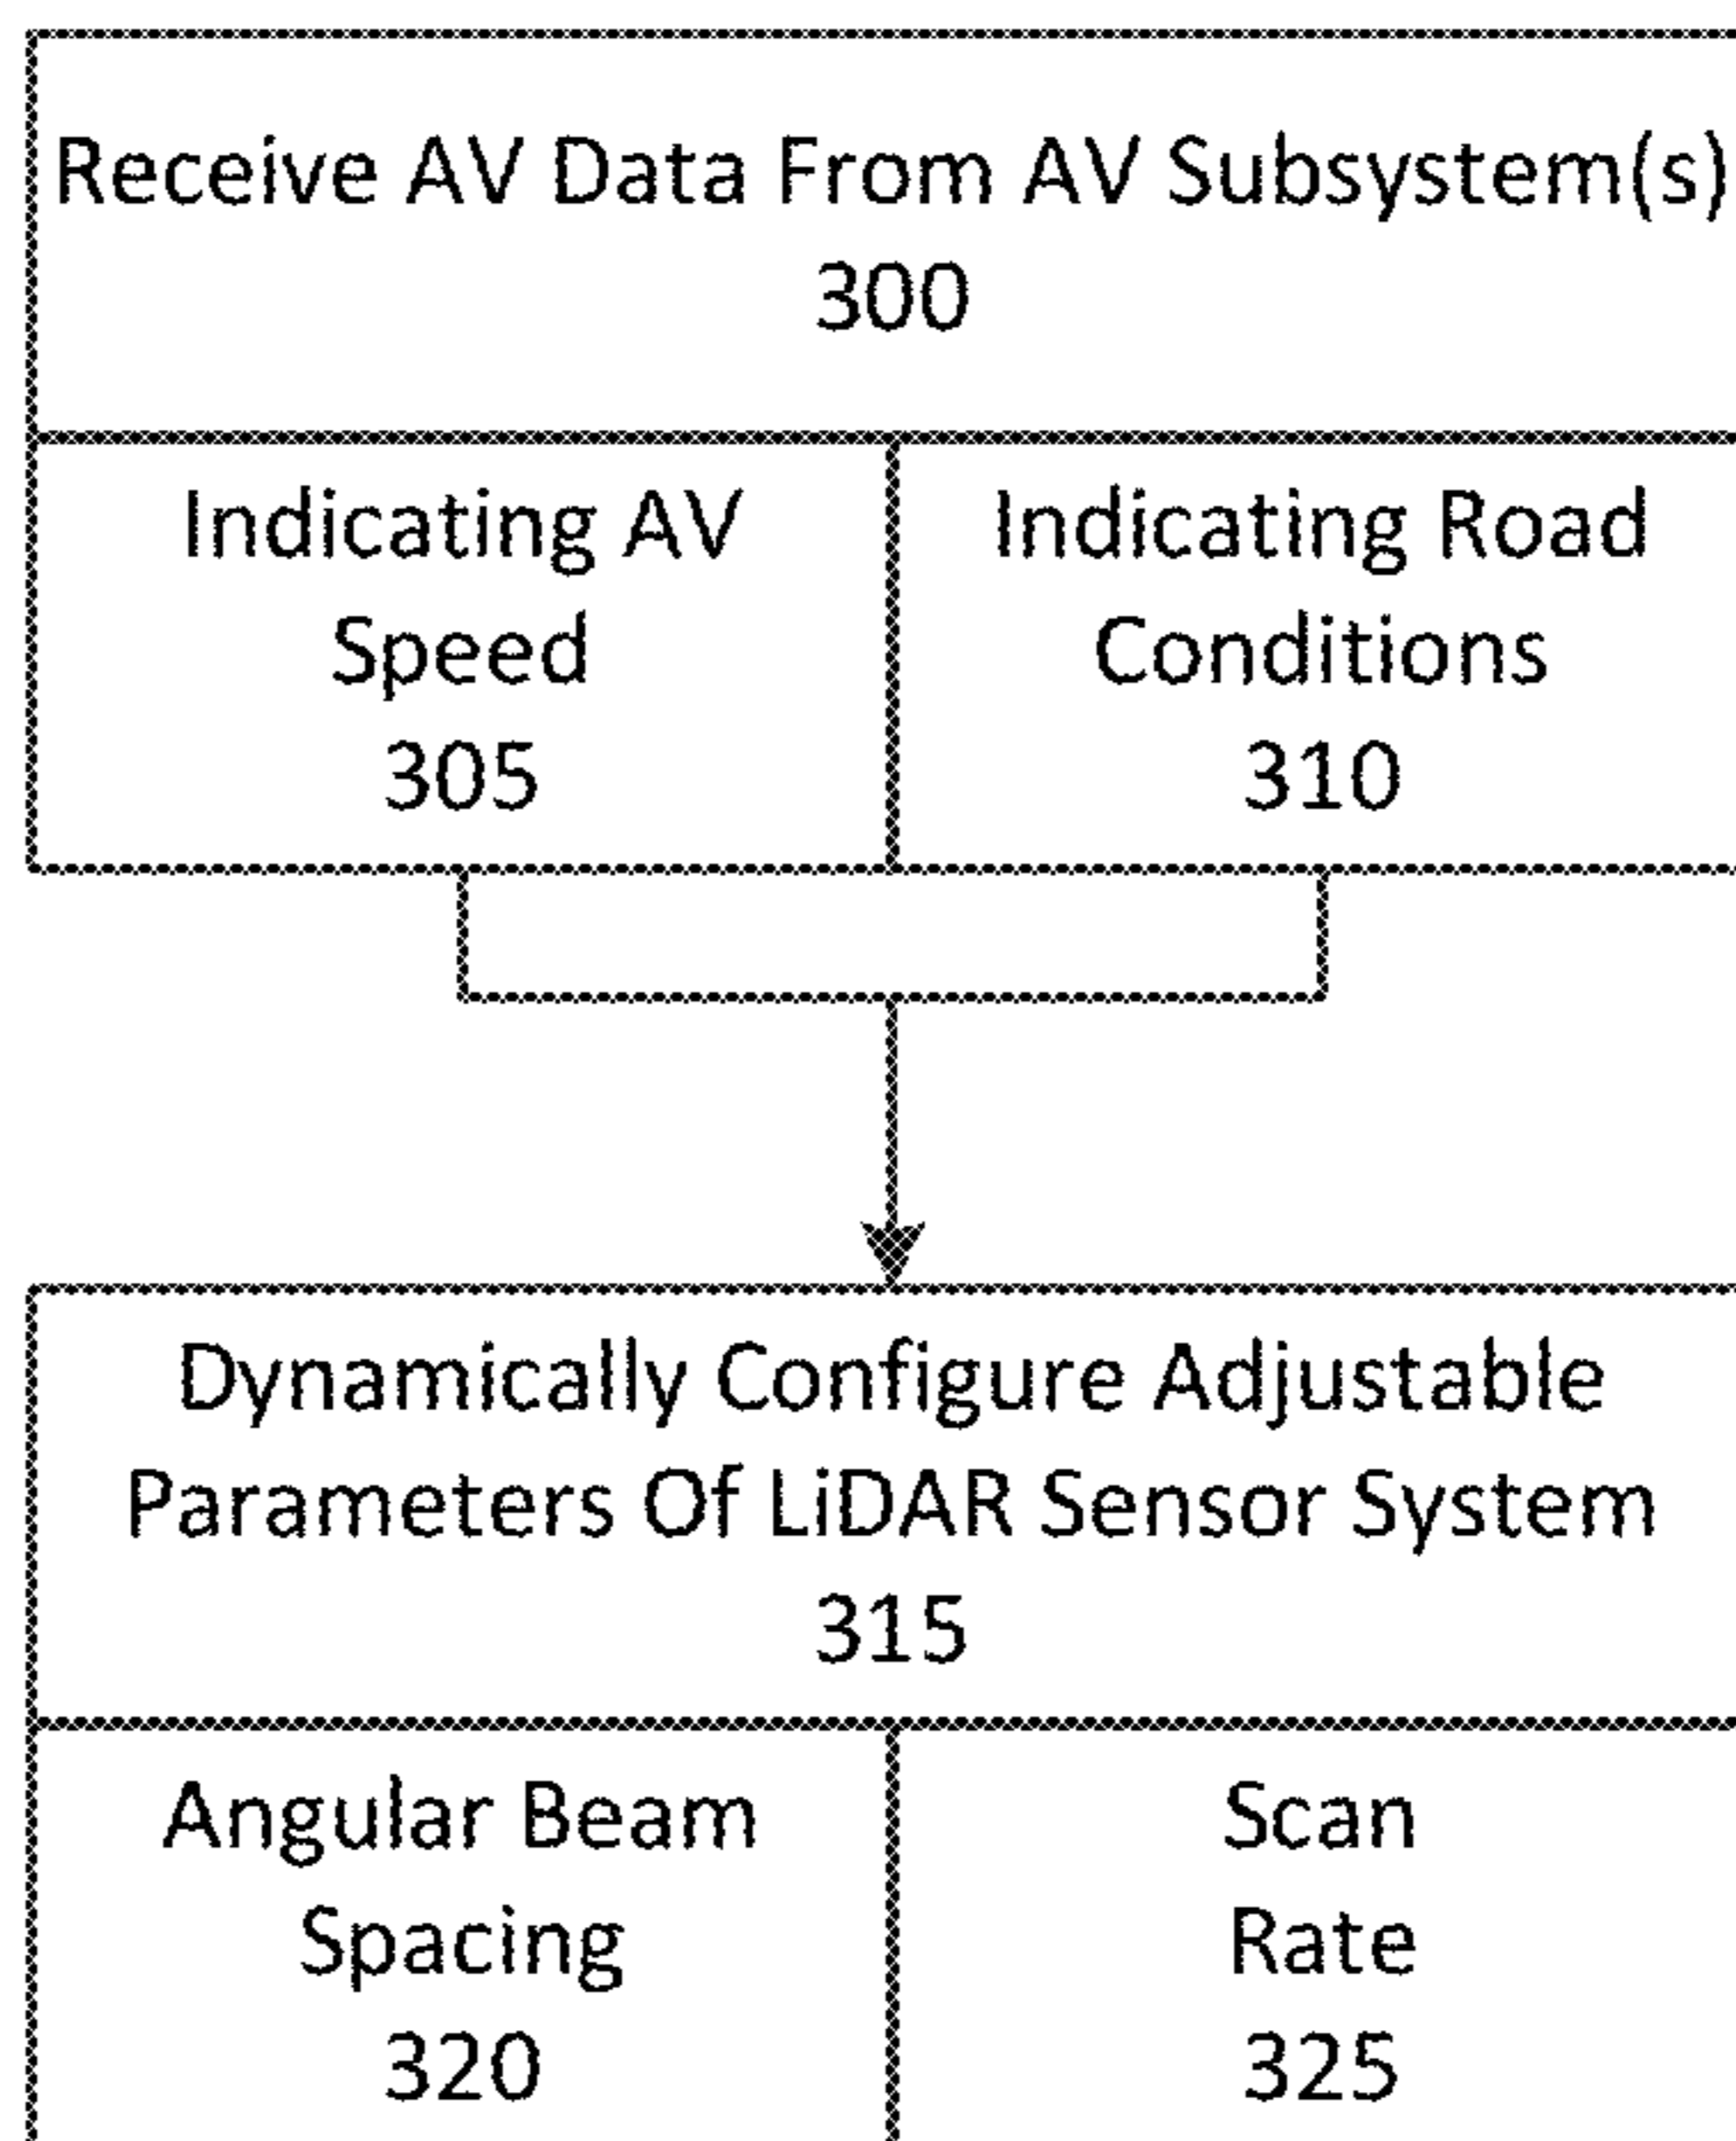 Receive AV Data From AV Subsystem(s)
300
Indicating AV
Speed
305
Indicating Road
Conditions
310
Dynamically Configure Adjustable
Parameters Of LiDAR Sensor System
315
Angular Beam
Spacing
320
Scan
Rate
325